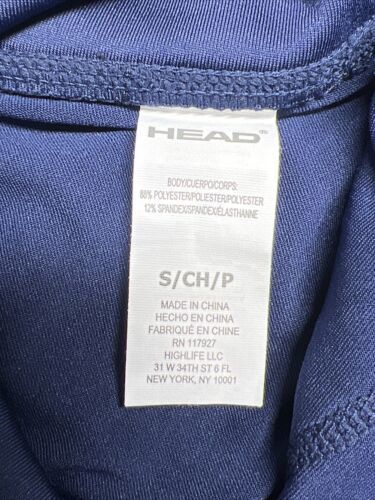 HEAD®
BODY/CUERPO/CORPS:
88% POLYESTER/POLIESTER/POLYESTER
12% SPANDEX/SPANDEX/ÉLASTHANNE
S/CH/P
MADE IN CHINA
HECHO EN CHINA
FABRIQUÉ EN CHINE
RN 117927
HIGHLIFE LLC
31 W 34TH ST 6 FL
NEW YORK, NY 10001